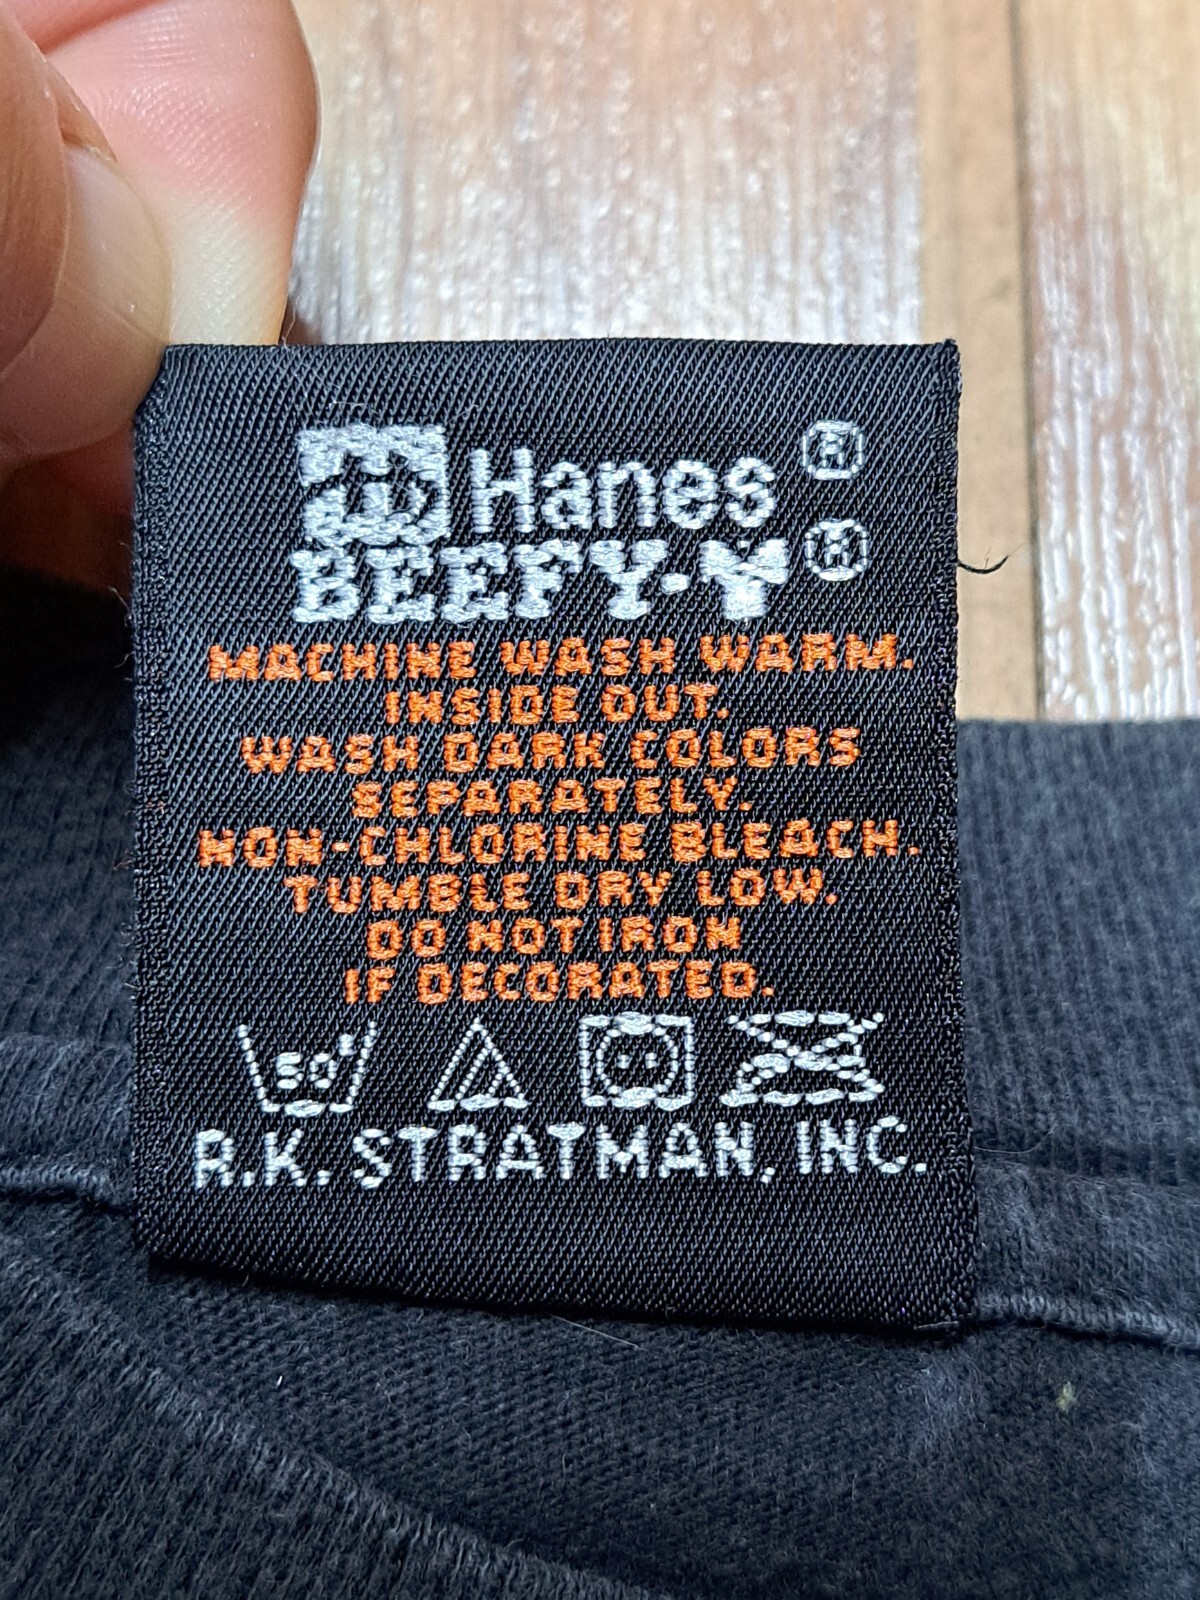 Hanes ®
BEEFY-T ®
MACHINE WASH WARM.
INSIDE OUT.
WASH DARK COLORS
SEPARATELY.
NON-CHLORINE BLEACH.
TUMBLE DRY LOW.
DO NOT IRON
IF DECORATED.
50°
R.K. STRATMAN, INC.